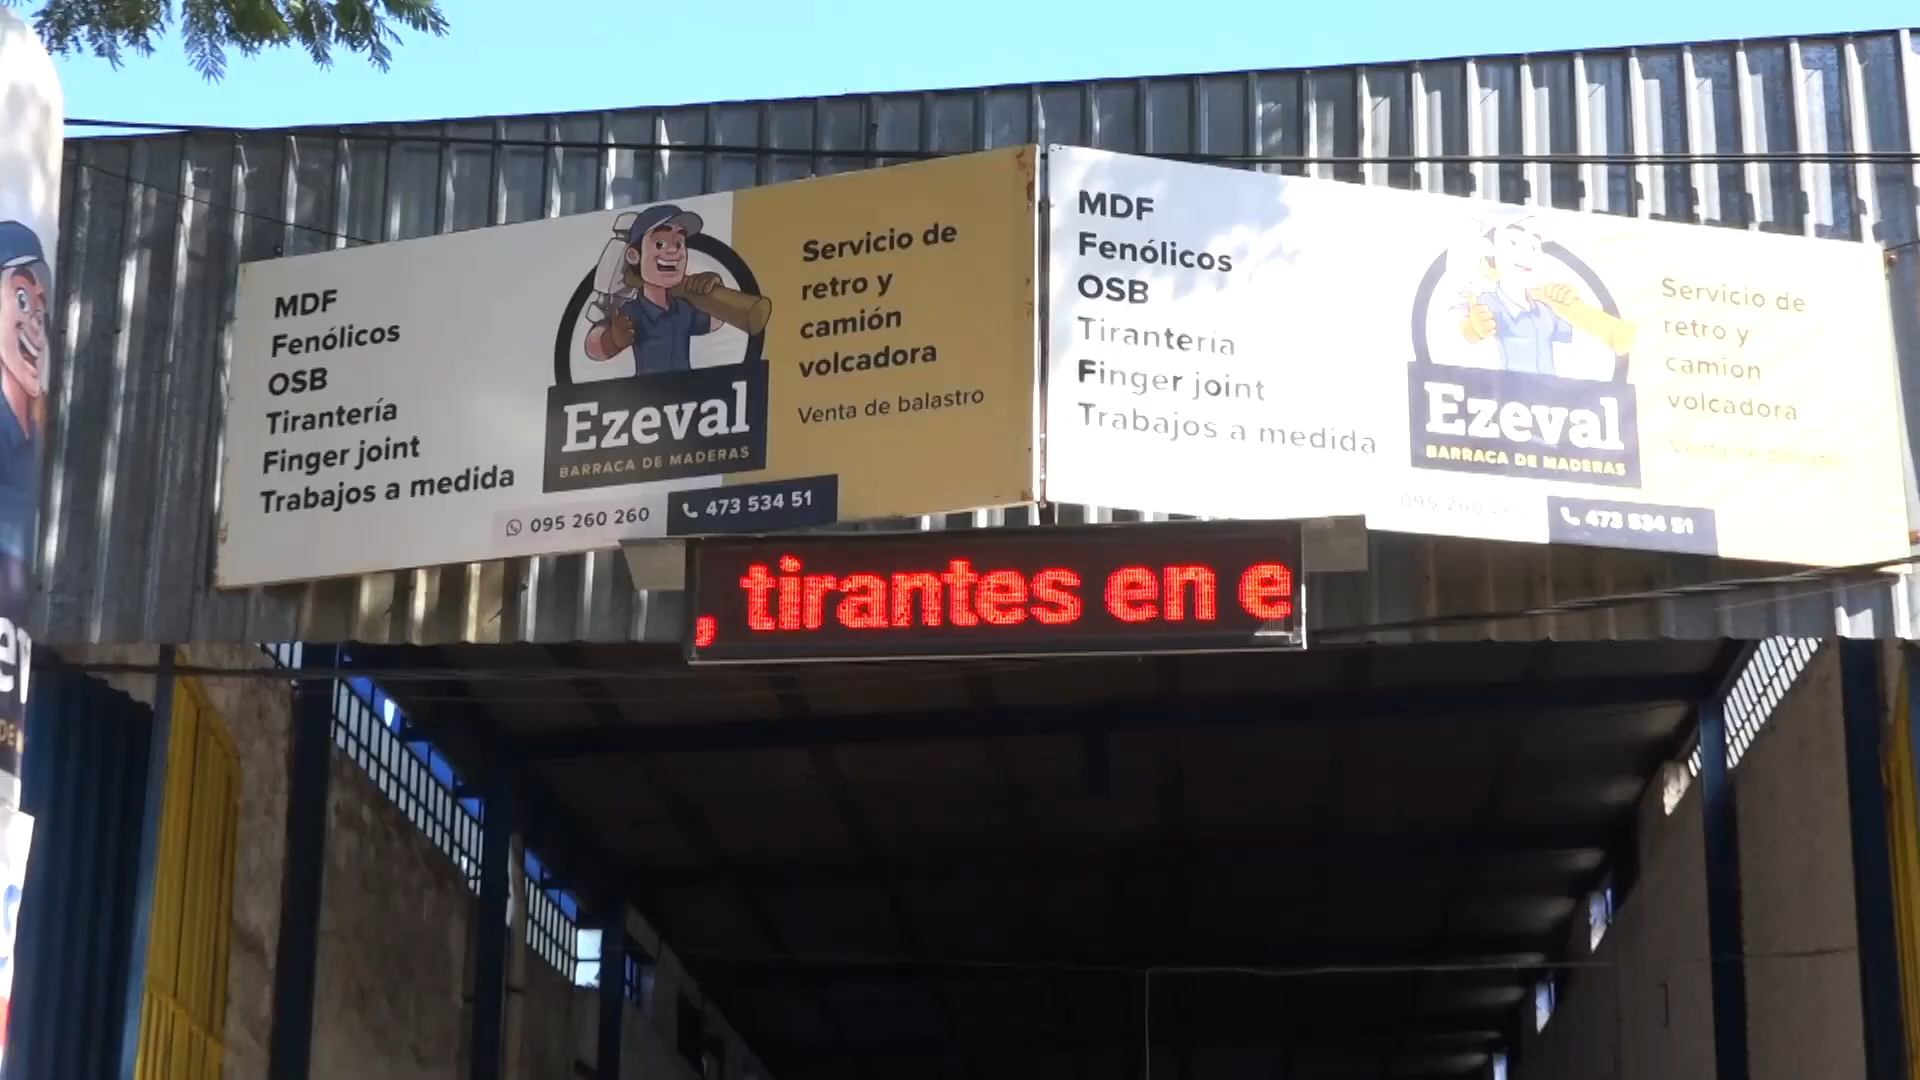 MDF
Fenólicos
OSB
Tirantería
Finger joint
Trabajos a medida
Ezeval
BARRACA DE MADERAS
Servicio de
retro y
camión
volcadora
Venta de balastro
095 260 260
473 534 51
MDF
Fenólicos
OSB
Tirantería
Finger joint
Trabajos a medida
Ezeval
BARRACA DE MADERAS
Servicio de
retro y
camión
volcadora
473 534 51
, tirantes en e